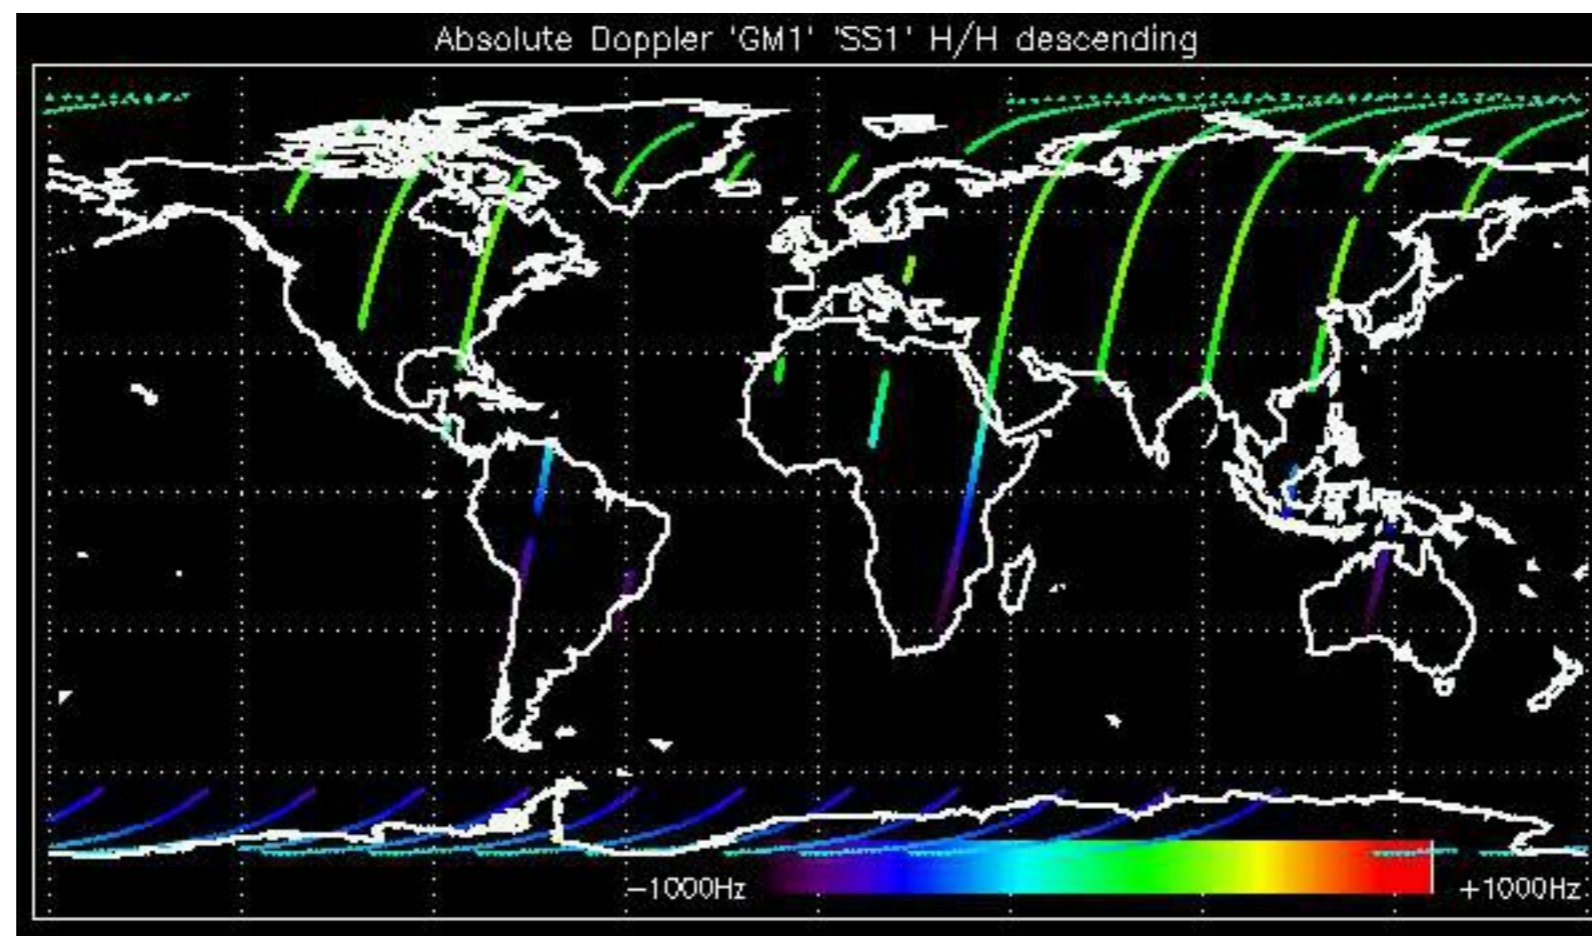 Absolute Doppler 'GM1' 'SS1' H/H descending
-1000Hz +1000Hz